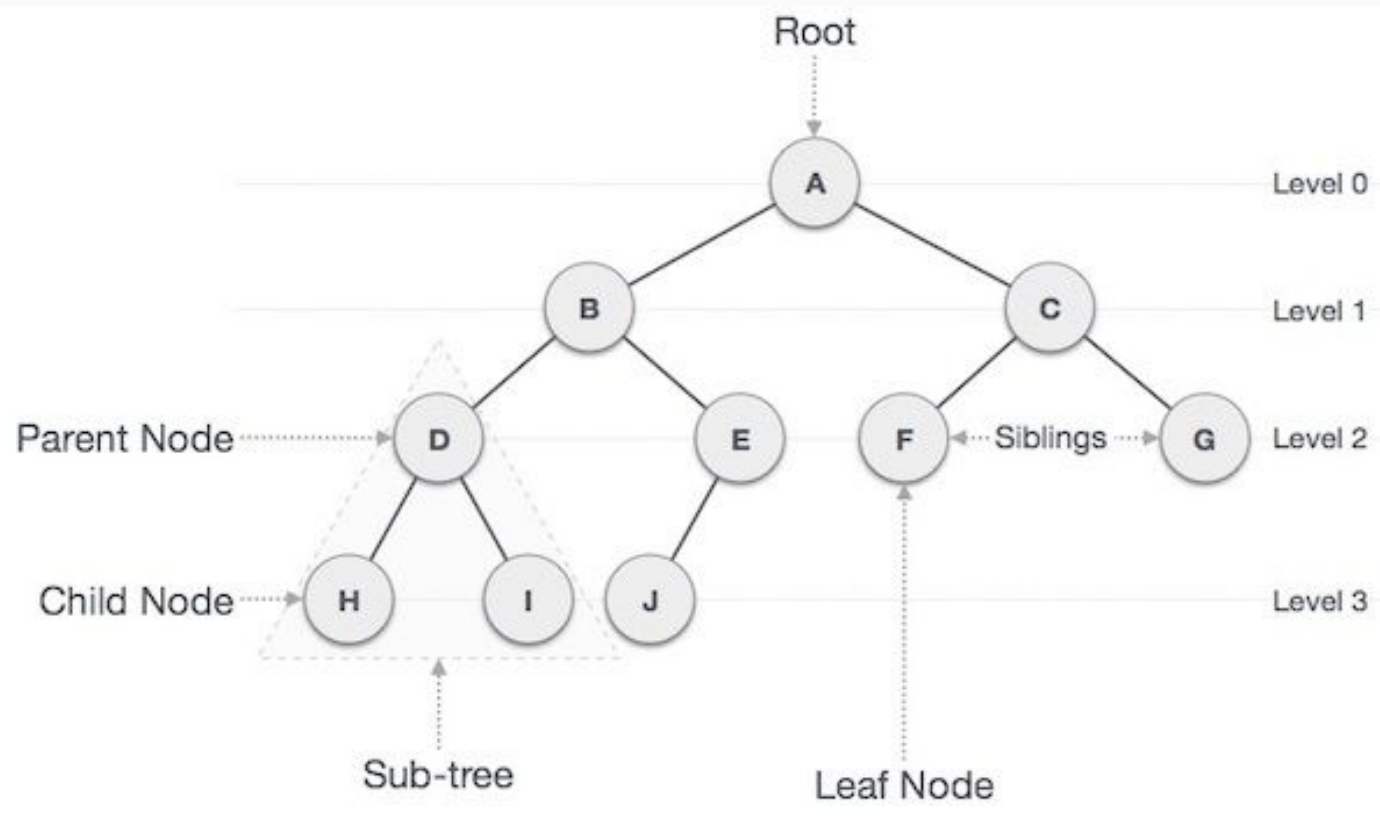 Root
A
Level 0
B
C
Level 1
Parent Node
D
E
F
Siblings
G
Level 2
Child Node
H
I
J
Level 3
Sub-tree
Leaf Node